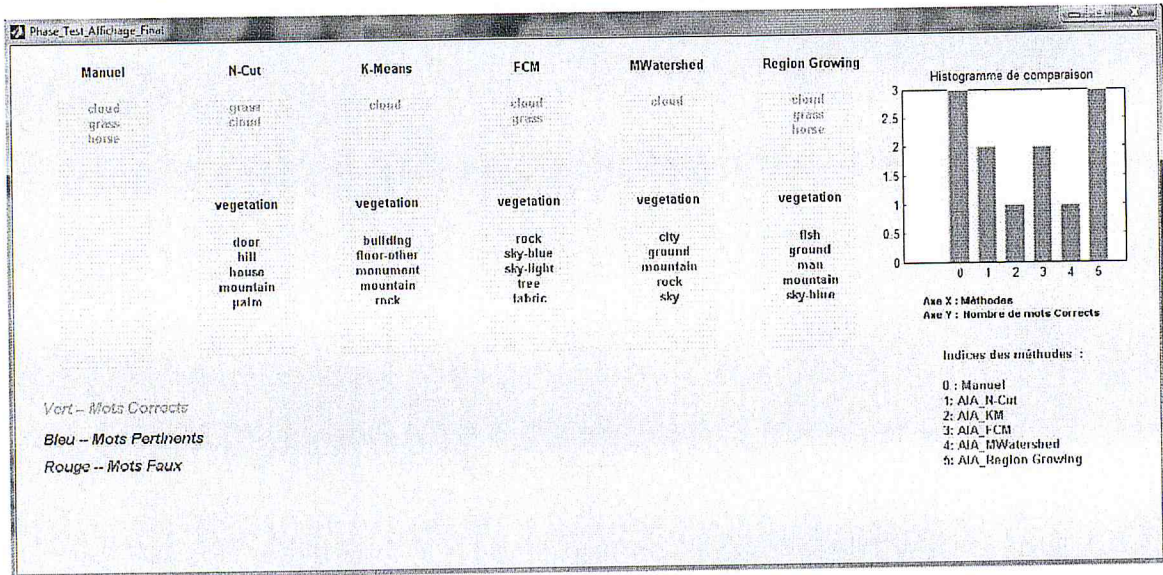 Phase_Test_Affichage_Final
Manuel
cloud
grass
horse
N-Cut
grass
cloud
vegetation
door
hill
house
mountain
palm
K-Means
cloud
vegetation
building
floor-other
monument
mountain
rock
FCM
cloud
grass
vegetation
rock
sky-blue
sky-light
tree
fabric
MWatershed
cloud
vegetation
city
ground
mountain
rock
sky
Region Growing
cloud
grass
horse
vegetation
fish
ground
man
mountain
sky-blue
Vert -- Mots Corrects
Bleu -- Mots Pertinents
Rouge -- Mots Faux
Histogramme de comparaison
3
2.5
2
1.5
1
0.5
0
0 1 2 3 4 5
Axe X : Méthodes
Axe Y : Nombre de mots Corrects
Indices des méthodes :
0 : Manuel
1: AIA_N-Cut
2: AIA_KM
3: AIA_FCM
4: AIA_MWatershed
5: AIA_Region Growing